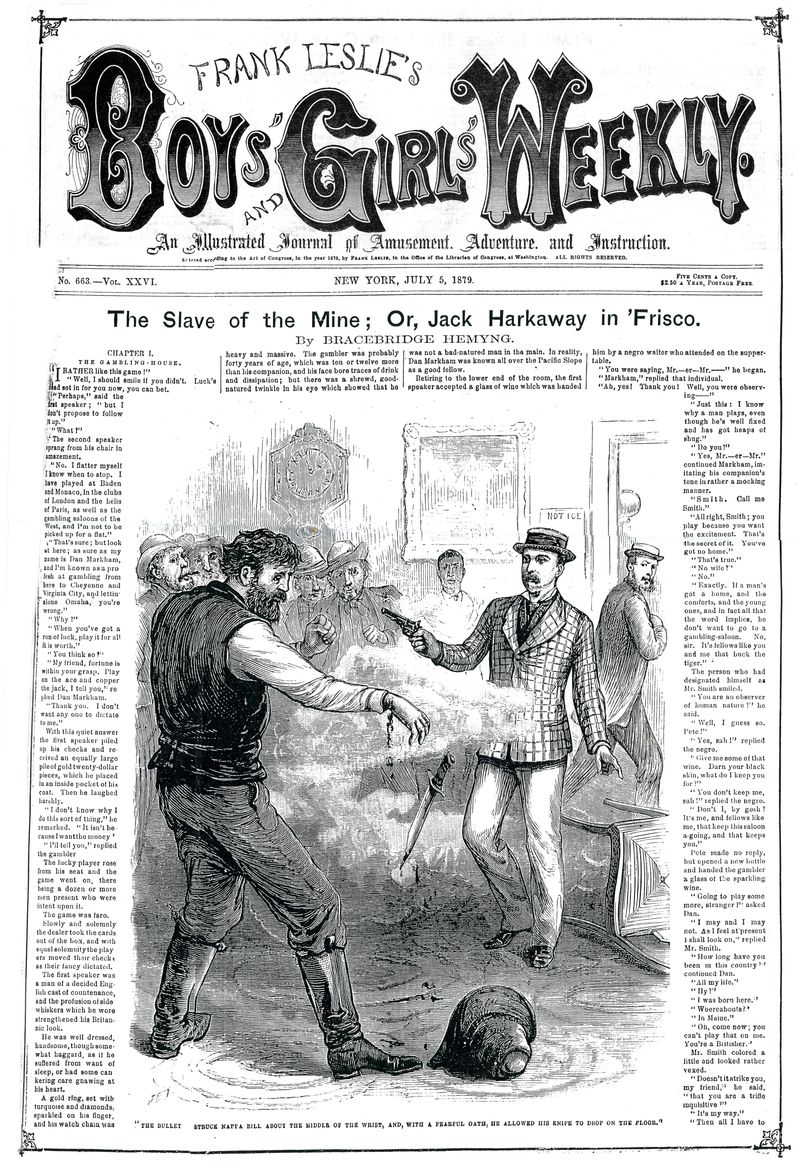 FRANK LESLIE'S
BOYS' AND GIRLS' WEEKLY.
An Illustrated Journal of Amusement, Adventure, and Instruction.
Entered according to the Act of Congress, in the year 1879, by FRANK LESLIE, in the Office of the Librarian of Congress, at Washington. ALL RIGHTS RESERVED.
No. 663.—VOL. XXVI.
NEW YORK, JULY 5, 1879.
FIVE CENTS A COPY.
$2.50 A YEAR, POSTAGE FREE.
The Slave of the Mine; Or, Jack Harkaway in 'Frisco.
By BRACEBRIDGE HEMYNG.
CHAPTER I.
THE GAMBLING-HOUSE.
"I RATHER like this game!"
"Well, I should smile if you didn't. Luck's
dead sot in for you now, you can bet.
"Perhaps," said the
first speaker; "but I
don't propose to follow
it up."
"What!"
The second speaker
sprang from his chair in
amazement.
"No. I flatter myself
I know when to stop. I
have played at Baden
and Monaco, in the clubs
of London and the hells
of Paris, as well as the
gambling saloons of the
West, and I'm not to be
picked up for a flat."
"That's sure; but look
at here; as sure as my
name is Dan Markham,
and I'm known as a pro
fesh at gambling from
here to Cheyenne and
Virginia City, and lettin'
alone Omaha, you're
wrong."
"Why?"
"When you've got a
run of luck, play it for all
it is worth."
"You think so?"
"My friend, fortune is
within your grasp. Play
on the ace and copper
the jack, I tell you," re
plied Dan Markham.
"Thank you. I don't
want any one to dictate
to me."
With this quiet answer
the first speaker piled
up his checks and re-
ceived an equally large
pile of gold twenty-dollar
pieces, which he placed
in an inside pocket of his
coat. Then he laughed
harshly.
"I don't know why I
do this sort of thing," he
remarked. "It isn't be
cause I want the money"
"I'll tell you," replied
the gambler
The lucky player rose
from his seat and the
game went on, there
being a dozen or more
men present who were
intent upon it.
The game was faro.
Slowly and solemnly
the dealer took the cards
out of the box, and with
equal solemnity the play
ers moved their checks
as their fancy dictated.
The first speaker was
a man of a decided Eng
lish cast of countenance,
and the profusion of side
whiskers which he wore
strengthened his Britan-
nic look.
He was well dressed,
handsome, though some-
what haggard, as if he
suffered from want of
sleep, or had some can
kering care gnawing at
his heart.
A gold ring, set with
turquoise and diamonds,
sparkled on his finger,
and his watch chain was
heavy and massive. The gambler was probably
forty years of age, which was ten or twelve more
than his companion, and his face bore traces of drink
and dissipation; but there was a shrewd, good-
natured twinkle in his eye which showed that he
was not a bad-natured man in the main. In reality,
Dan Markham was known all over the Pacific Slope
as a good fellow.
Retiring to the lower end of the room, the first
speaker accepted a glass of wine which was handed
him by a negro waiter who attended on the supper-
table.
"You were saying, Mr.—er—Mr.——" he began.
"Markham," replied that individual.
"Ah, yes! Thank you! Well, you were observ-
ing——"
"Just this: I know
why a man plays, even
though he's well fixed
and has got heaps of
shug."
"Do you?"
"Yes, Mr.—er—Mr."
continued Markham, im-
itating his companion's
tone in rather a mocking
manner.
"Smith. Call me
Smith."
"All right, Smith; you
play because you want
the excitement. That's
the secret of it. You've
got no home."
"That's true."
"No wife?"
"No."
"Exactly. If a man's
got a home, and the
comforts, and the young
ones, and in fact all that
the word implies, he
don't want to go to a
gambling-saloon. No,
sir. It's fellows like you
and me that buck the
tiger."
The person who had
designated himself as
Mr. Smith smiled.
"You are an observer
of human nature?" he
said.
"Well, I guess so.
Pete!"
"Yes, sah!" replied
the negro.
"Give me some of that
wine. Darn your black
skin, what do I keep you
for?"
"You don't keep me,
sah!" replied the negro.
"Don't I, by gosh?
It's me, and fellows like
me, that keep this saloon
a-going, and that keeps
you."
Pete made no reply,
but opened a new bottle
and handed the gambler
a glass of the sparkling
wine.
"Going to play some
more, stranger?" asked
Dan.
"I may and I may
not. As I feel at present
I shall look on," replied
Mr. Smith.
"How long have you
been in this country?"
continued Dan.
"All my life."
"Hy?"
"I was born here."
"Whereabouts?"
"In Maine."
"Oh, come now; you
can't play that on me.
You're a Britisher."
Mr. Smith colored a
little and looked rather
vexed.
"Doesn't it strike you,
my friend," he said,
"that you are a trifle
inquisitive?"
"It's my way."
"Then all I have to
NOTICE
"THE BULLET STRUCK NAPPA BILL ABOUT THE MIDDLE OF THE WRIST, AND, WITH A FEARFUL OATH, HE ALLOWED HIS KNIFE TO DROP ON THE FLOOR."